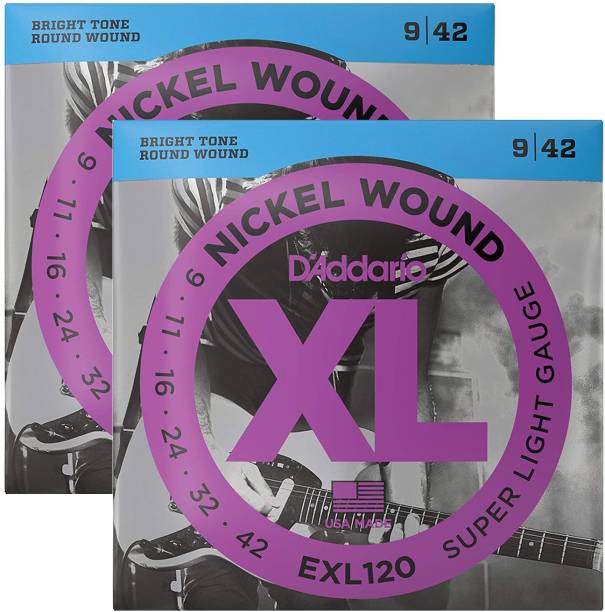 BRIGHT TONE
ROUND WOUND
9|42
NICKEL WOUND
9 · 11 · 16 · 24 · 32
BRIGHT TONE
ROUND WOUND
9|42
NICKEL WOUND
9 · 11 · 16 · 24 · 32 · 42
D'Addario
XL
USA MADE
EXL120
SUPER LIGHT GAUGE